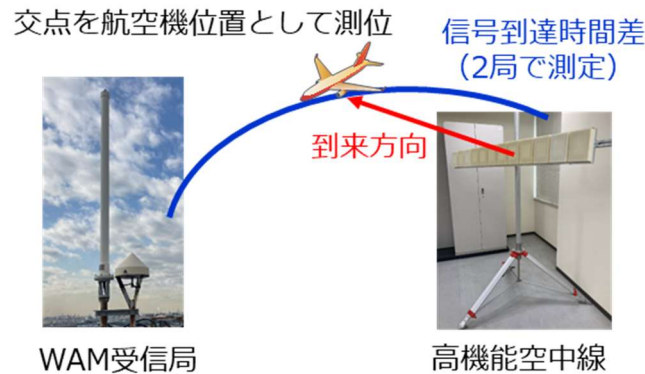 交点を航空機位置として測位
信号到達時間差
（2局で測定）
到来方向
WAM受信局
高機能空中線